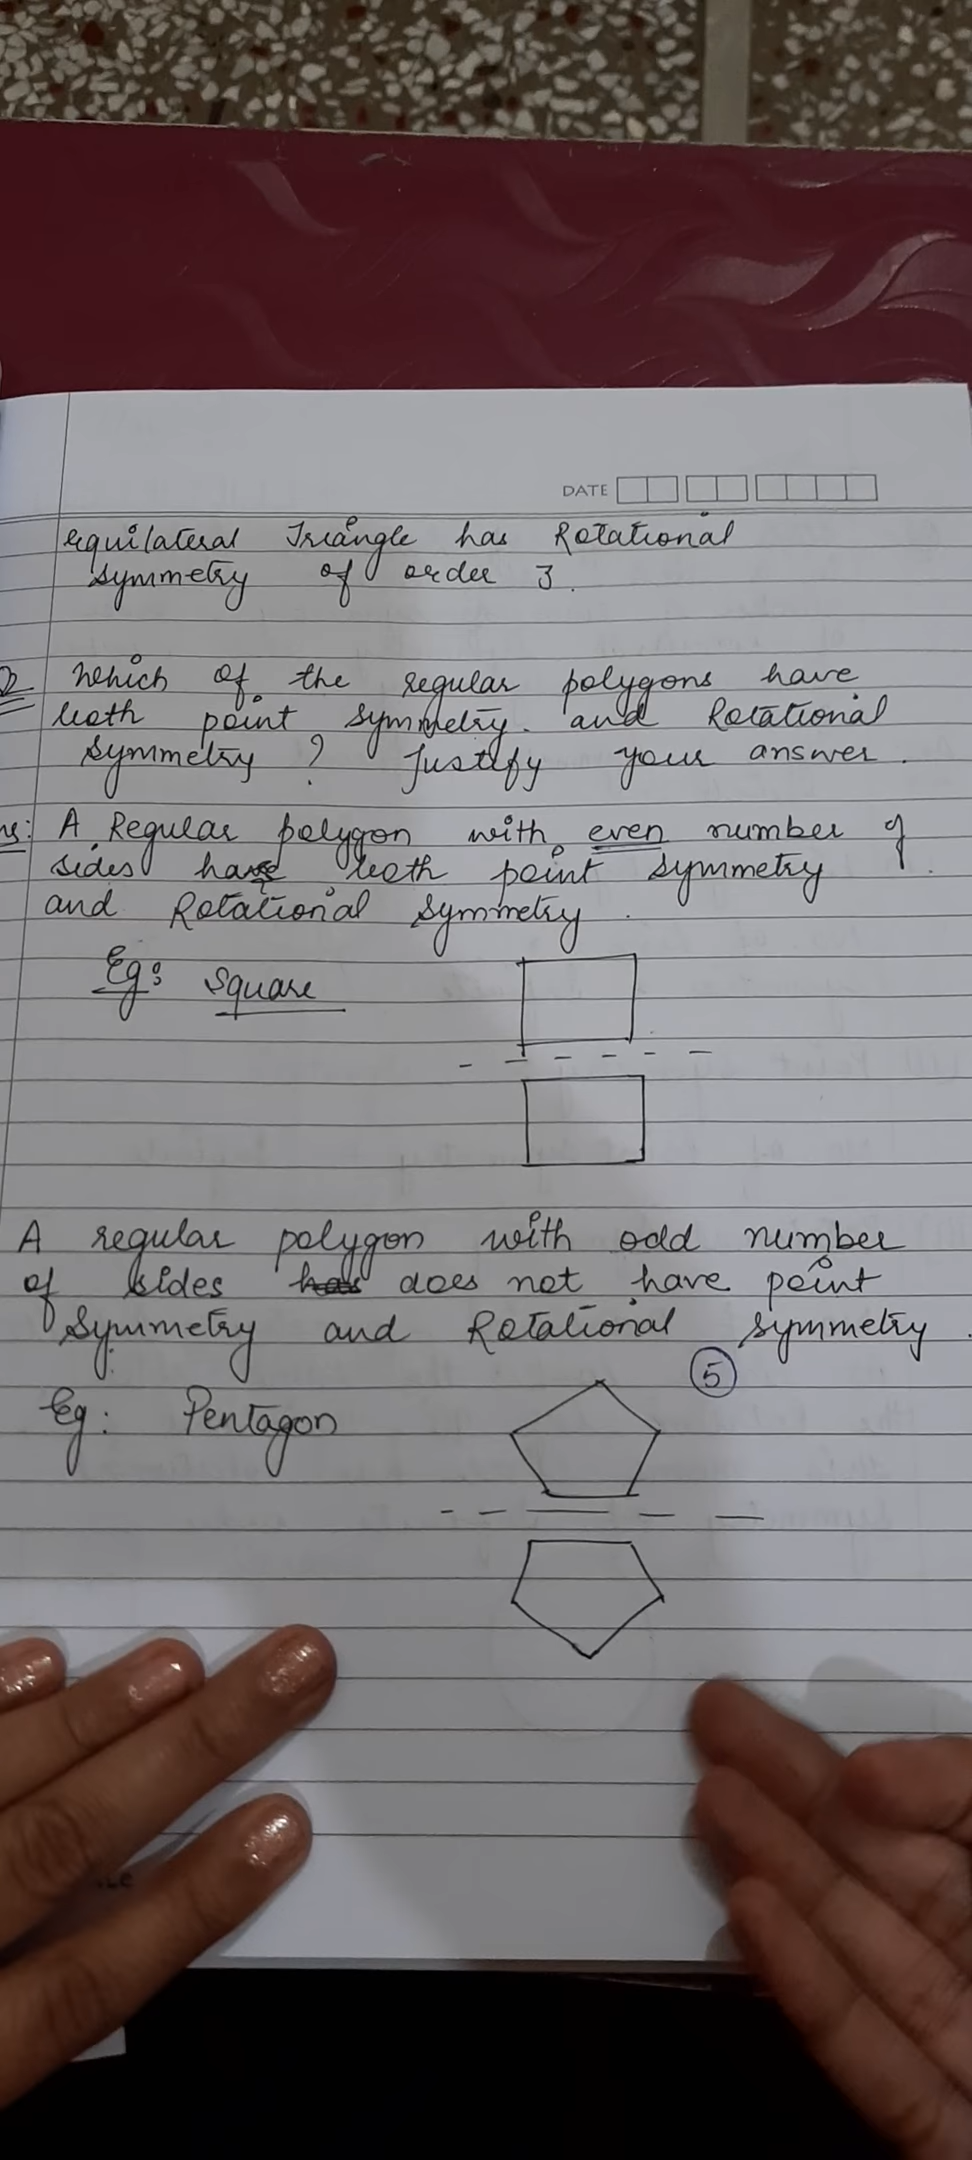 DATE
equilateral Triangle has Rotational
symmetry of order 3.
Which of the regular polygons have
both point symmetry and Rotational
symmetry ? Justify your answer.
A Regular polygon with even number of
sides have both point symmetry
and Rotational symmetry.
Eg: Square
A regular polygon with odd number
of sides has does not have point
symmetry and Rotational symmetry.
5
Eg: Pentagon